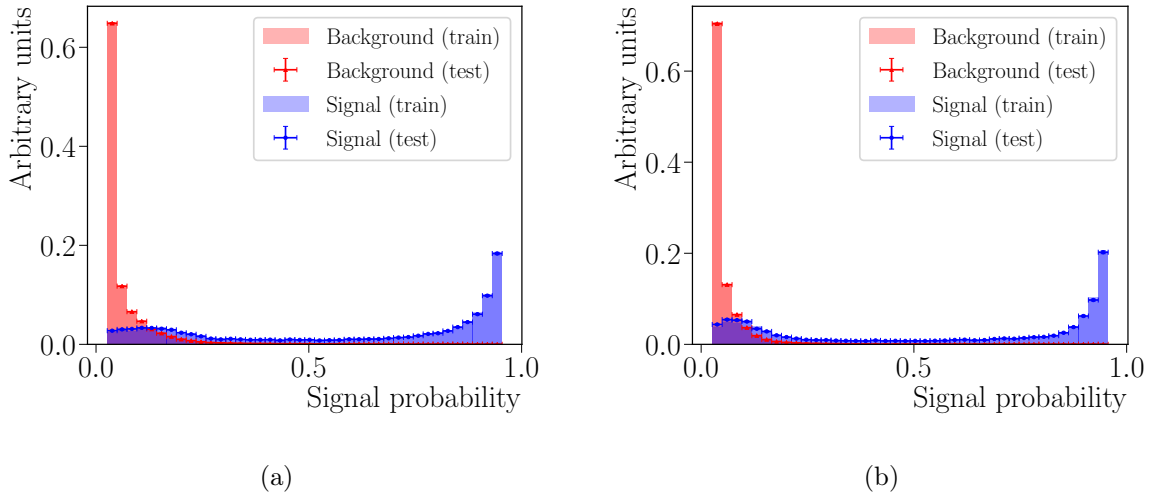 Arbitrary units
0.6
0.4
0.2
0.0
0.0
0.5
1.0
Signal probability
Background (train)
Background (test)
Signal (train)
Signal (test)
(a)
Arbitrary units
0.6
0.4
0.2
0.0
0.0
0.5
1.0
Signal probability
Background (train)
Background (test)
Signal (train)
Signal (test)
(b)